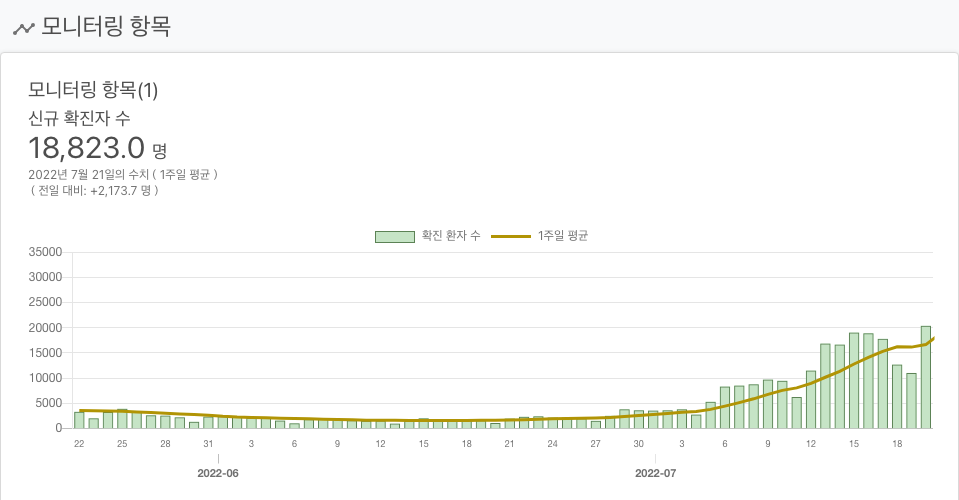 모니터링 항목
모니터링 항목(1)
신규 확진자 수
18,823.0 명
2022년 7월 21일의 수치 ( 1주일 평균 )
( 전일 대비: +2,173.7 명 )
확진 환자 수 1주일 평균
35000
30000
25000
20000
15000
10000
5000
0
22 25 28 31 3 6 9 12 15 18 21 24 27 30 3 6 9 12 15 18
2022-06 2022-07